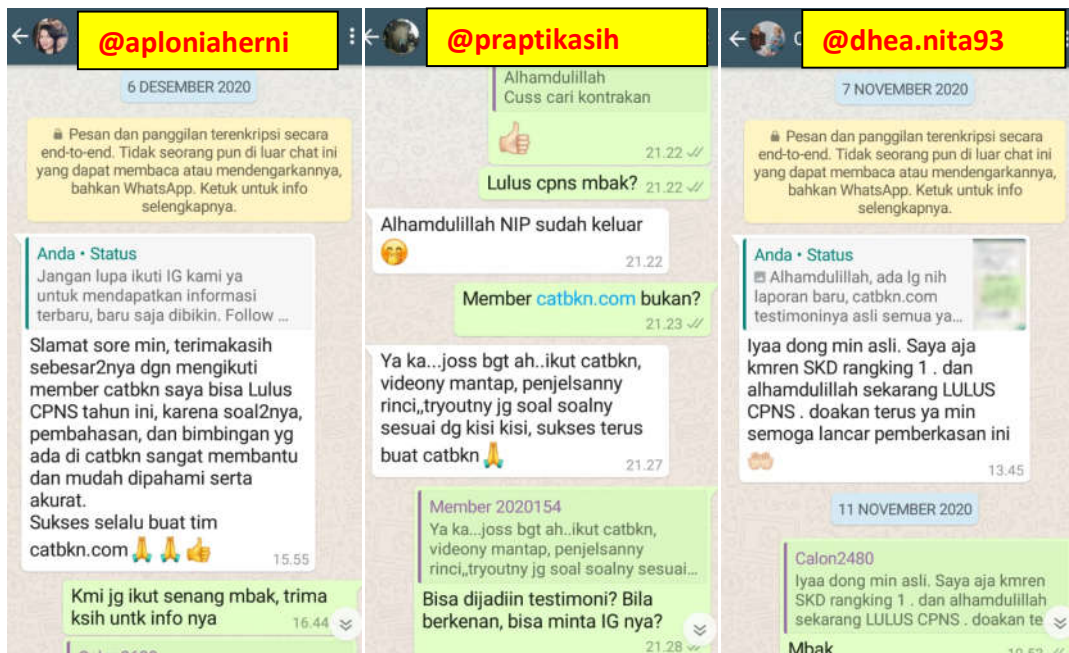 @aploniaherni
6 DESEMBER 2020
Pesan dan panggilan terenkripsi secara
end-to-end. Tidak seorang pun di luar chat ini
yang dapat membaca atau mendengarkannya,
bahkan WhatsApp. Ketuk untuk info
selengkapnya.
Anda • Status
Jangan lupa ikuti IG kami ya
untuk mendapatkan informasi
terbaru, baru saja dibikin. Follow ...
Slamat sore min, terimakasih
sebesar2nya dgn mengikuti
member catbkn saya bisa Lulus
CPNS tahun ini, karena soal2nya,
pembahasan, dan bimbingan yg
ada di catbkn sangat membantu
dan mudah dipahami serta
akurat.
Sukses selalu buat tim
catbkn.com 🙏 🙏 👍
15.55
Kmi jg ikut senang mbak, trima
ksih untk info nya
16.44
@praptikasih
Alhamdulillah
Cuss cari kontrakan
👍🏻
21.22
Lulus cpns mbak? 21.22
Alhamdulillah NIP sudah keluar
🤭
21.22
Member catbkn.com bukan?
21.23
Ya ka...joss bgt ah..ikut catbkn,
videony mantap, penjelsanny
rinci,,tryoutny jg soal soalny
sesuai dg kisi kisi, sukses terus
buat catbkn 🙏
21.27
Member 2020154
Ya ka...joss bgt ah..ikut catbkn,
videony mantap, penjelsanny
rinci,,tryoutny jg soal soalny sesuai...
Bisa dijadiin testimoni? Bila
berkenan, bisa minta IG nya?
21.28
@dhea.nita93
7 NOVEMBER 2020
Pesan dan panggilan terenkripsi secara
end-to-end. Tidak seorang pun di luar chat ini
yang dapat membaca atau mendengarkannya,
bahkan WhatsApp. Ketuk untuk info
selengkapnya.
Anda • Status
Alhamdulillah, ada lg nih
laporan baru, catbkn.com
testimoninya asli semua ya...
Iyaa dong min asli. Saya aja
kmren SKD rangking 1 . dan
alhamdulillah sekarang LULUS
CPNS . doakan terus ya min
semoga lancar pemberkasan ini
🤲🏻
13.45
11 NOVEMBER 2020
Calon2480
Iyaa dong min asli. Saya aja kmren
SKD rangking 1 . dan alhamdulillah
sekarang LULUS CPNS . doakan te
Mbak